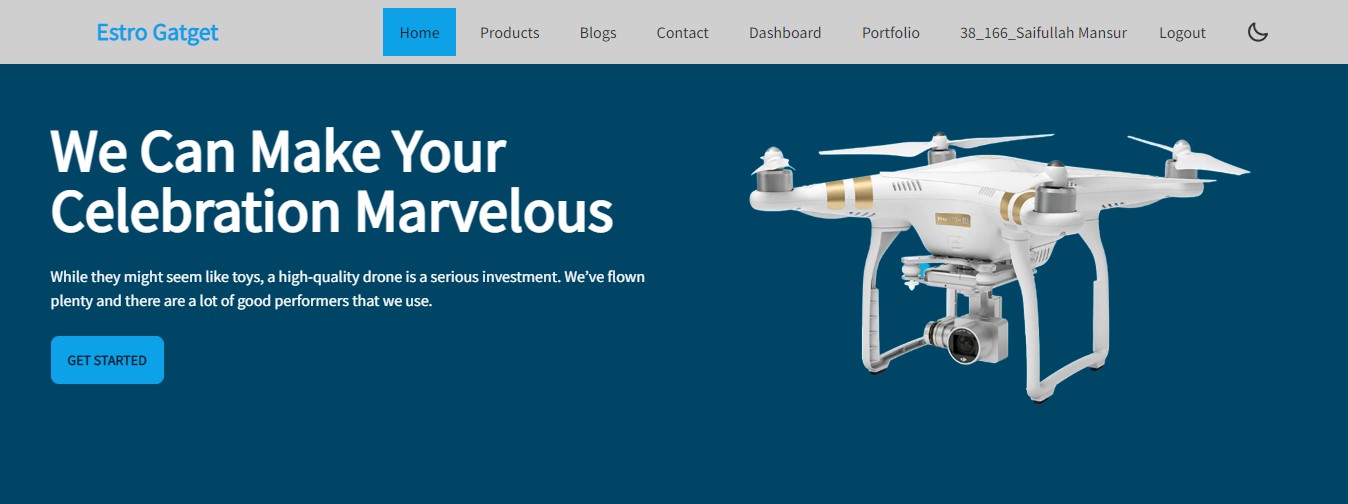 Estro Gatget
Home
Products
Blogs
Contact
Dashboard
Portfolio
38_166_Saifullah Mansur
Logout
We Can Make Your
Celebration Marvelous
While they might seem like toys, a high-quality drone is a serious investment. We’ve flown
plenty and there are a lot of good performers that we use.
GET STARTED